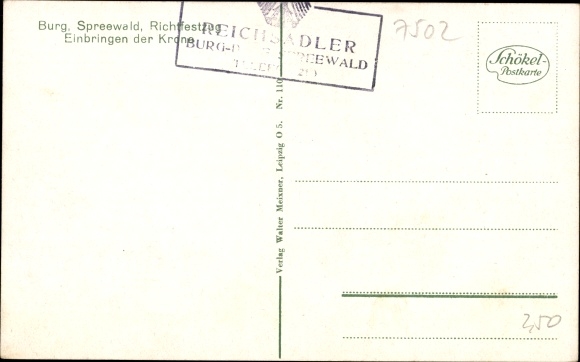 Burg, Spreewald, Richtfesttag
Einbringen der Krone
REICHSADLER
SPREEWALD
7502
Schökel-
Postkarte
Verlag Walter Meixner, Leipzig O 5. Nr. 110
2,50